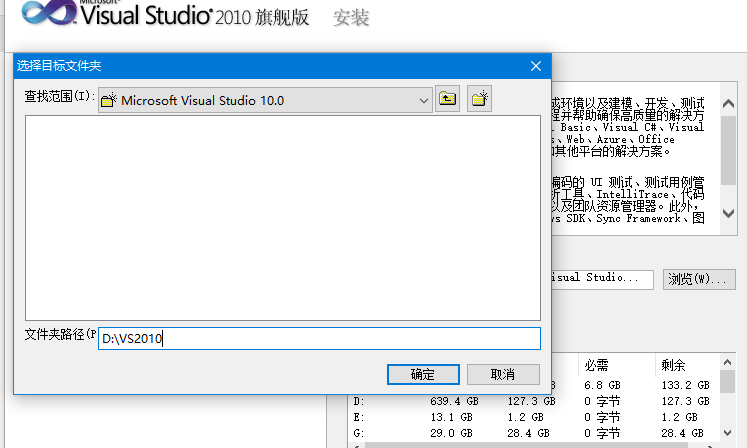 Microsoft®
Visual Studio® 2010 旗舰版 安装
选择目标文件夹
查找范围(I):
Microsoft Visual Studio 10.0
文件夹路径(P
D:\VS2010
确定
取消
成环境以及建模、开发、测试
程并帮助确保高质量的解决方
Basic、Visual C#、Visual
、Web、Azure、Office
和其他平台的解决方案。
编码的 UI 测试、测试用例管
析工具、IntelliTrace、代码
以及团队资源管理器。此外，
ws SDK、Sync Framework、图
isual Studio...
浏览(W)...
必需 剩余
6.8 GB 133.2 GB
D: 639.4 GB 127.3 GB 0 字节 127.3 GB
E: 13.1 GB 1.2 GB 0 字节 1.2 GB
G: 29.0 GB 28.4 GB 0 字节 28.4 GB